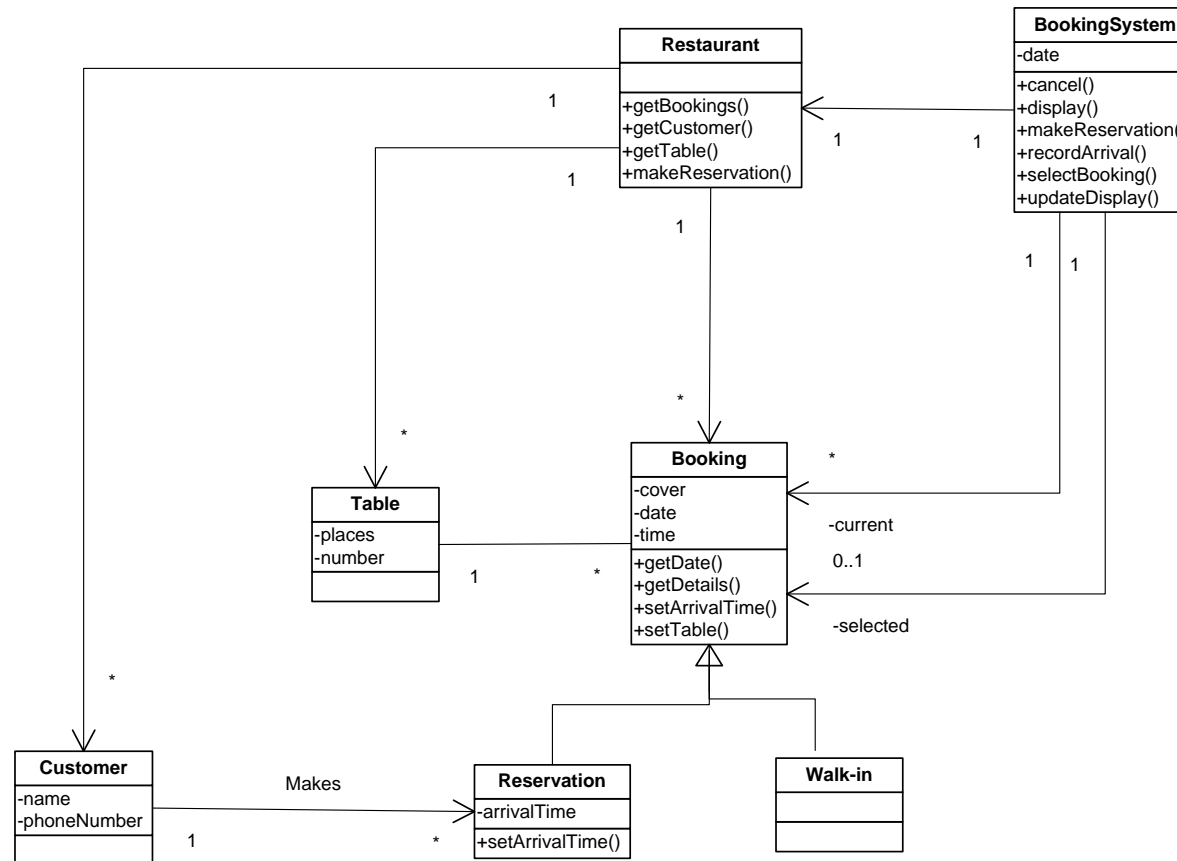 Restaurant
+getBookings()
+getCustomer()
+getTable()
+makeReservation()
BookingSystem
-date
+cancel()
+display()
+makeReservation(
+recordArrival()
+selectBooking()
+updateDisplay()
1
1
1
1
1
1
1
*
*
*
*
Booking
-cover
-date
-time
+getDate()
+getDetails()
+setArrivalTime()
+setTable()
-current
0..1
-selected
Table
-places
-number
1
*
Customer
-name
-phoneNumber
Makes
1
*
Reservation
-arrivalTime
+setArrivalTime()
Walk-in